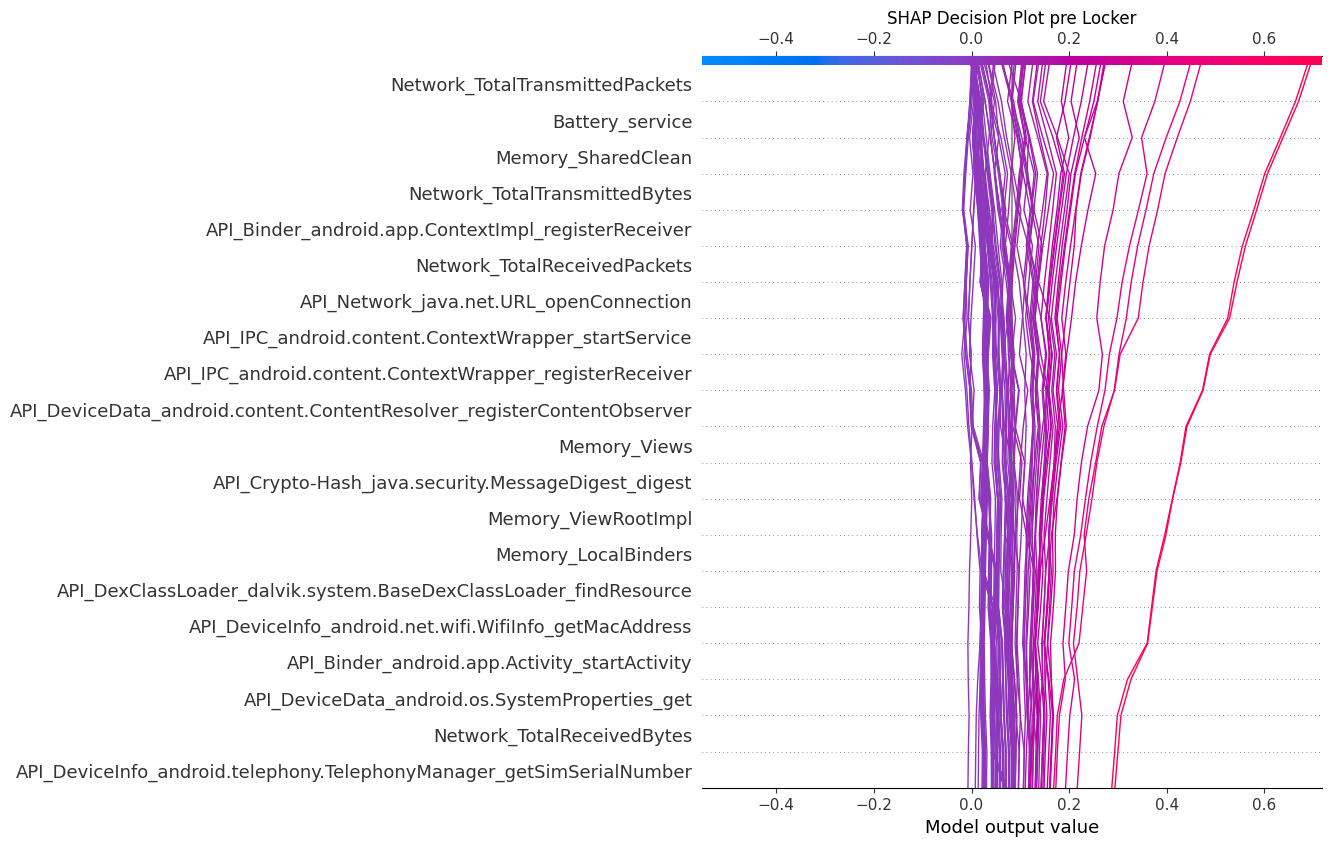 SHAP Decision Plot pre Locker
−0.4 −0.2 0.0 0.2 0.4 0.6
Network_TotalTransmittedPackets
Battery_service
Memory_SharedClean
Network_TotalTransmittedBytes
API_Binder_android.app.ContextImpl_registerReceiver
Network_TotalReceivedPackets
API_Network_java.net.URL_openConnection
API_IPC_android.content.ContextWrapper_startService
API_IPC_android.content.ContextWrapper_registerReceiver
API_DeviceData_android.content.ContentResolver_registerContentObserver
Memory_Views
API_Crypto-Hash_java.security.MessageDigest_digest
Memory_ViewRootImpl
Memory_LocalBinders
API_DexClassLoader_dalvik.system.BaseDexClassLoader_findResource
API_DeviceInfo_android.net.wifi.WifiInfo_getMacAddress
API_Binder_android.app.Activity_startActivity
API_DeviceData_android.os.SystemProperties_get
Network_TotalReceivedBytes
API_DeviceInfo_android.telephony.TelephonyManager_getSimSerialNumber
−0.4 −0.2 0.0 0.2 0.4 0.6
Model output value